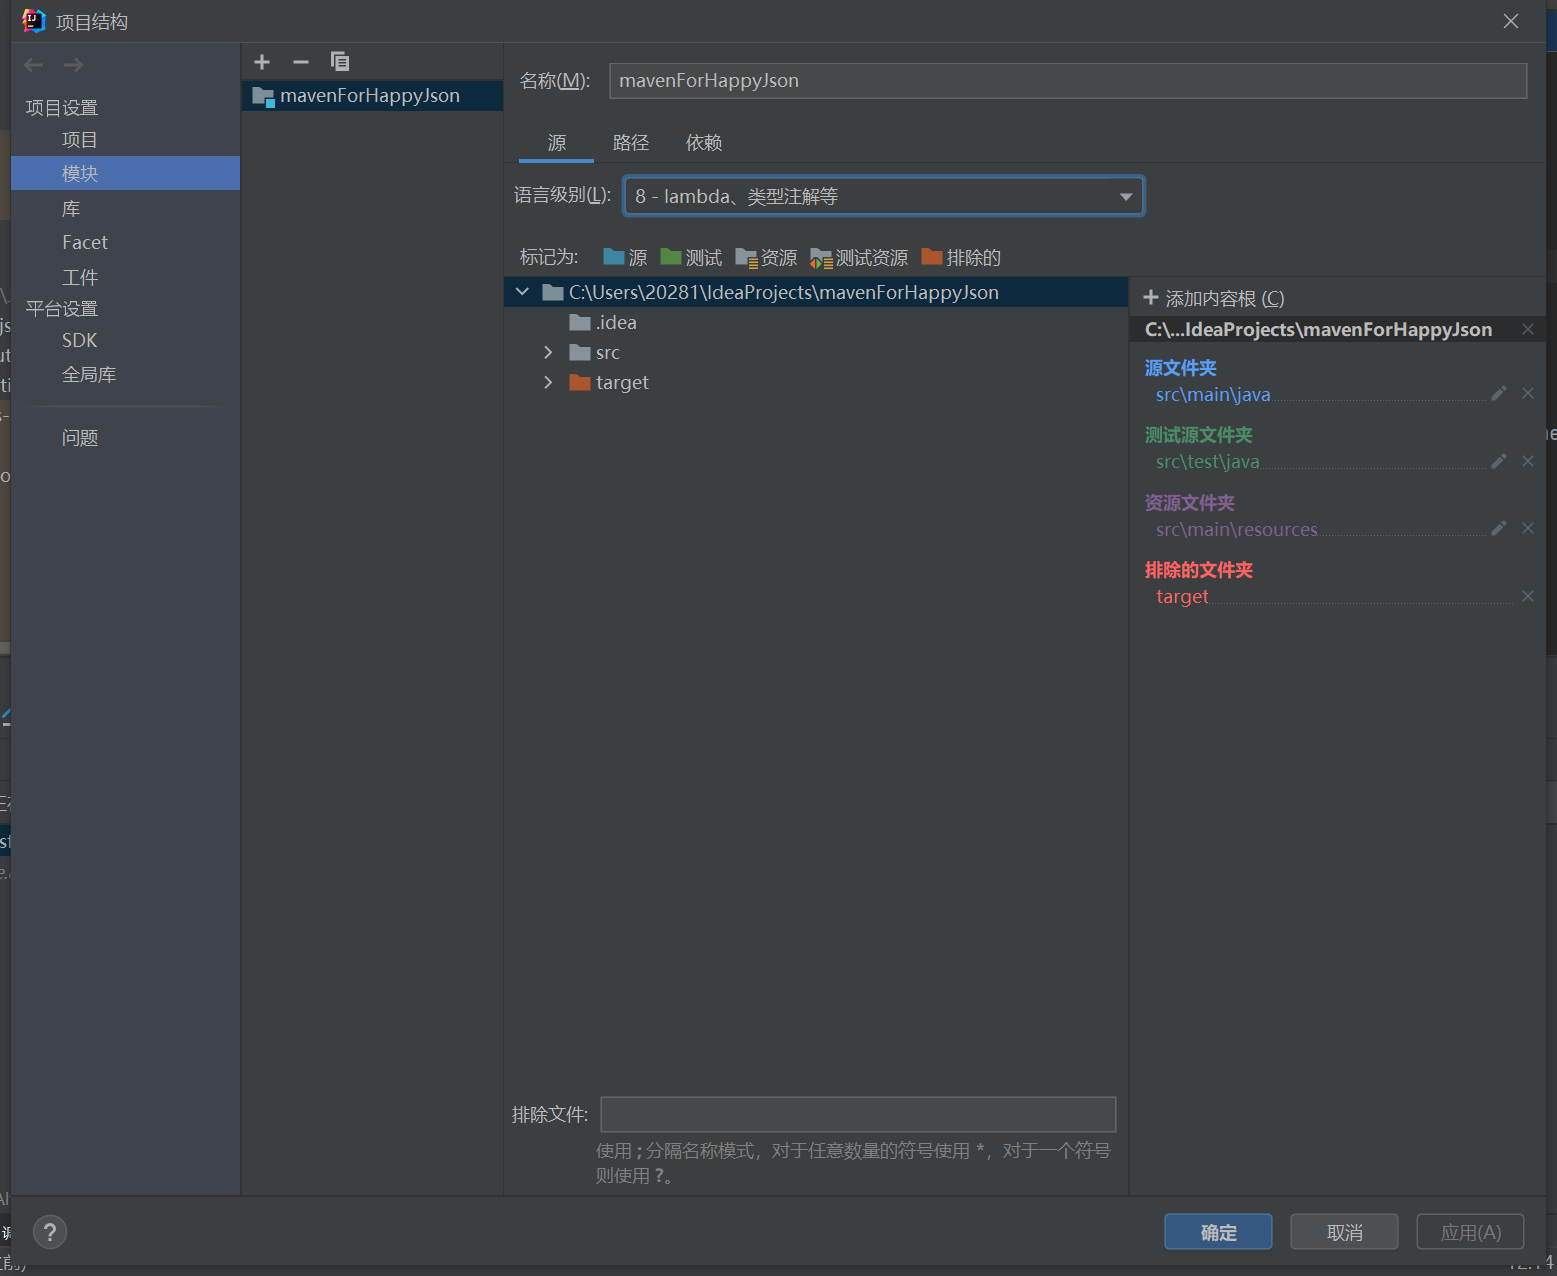 项目结构
项目设置
项目
模块
库
Facet
工件
平台设置
SDK
全局库
问题
mavenForHappyJson
名称(M):
mavenForHappyJson
源
路径
依赖
语言级别(L):
8 - lambda、类型注解等
标记为:
源
测试
资源
测试资源
排除的
C:\Users\20281\IdeaProjects\mavenForHappyJson
.idea
src
target
添加内容根 (C)
C:\...IdeaProjects\mavenForHappyJson
源文件夹
src\main\java
测试源文件夹
src\test\java
资源文件夹
src\main\resources
排除的文件夹
target
排除文件:
使用 ; 分隔名称模式，对于任意数量的符号使用 *，对于一个符号
则使用 ?。
?
确定
取消
应用(A)